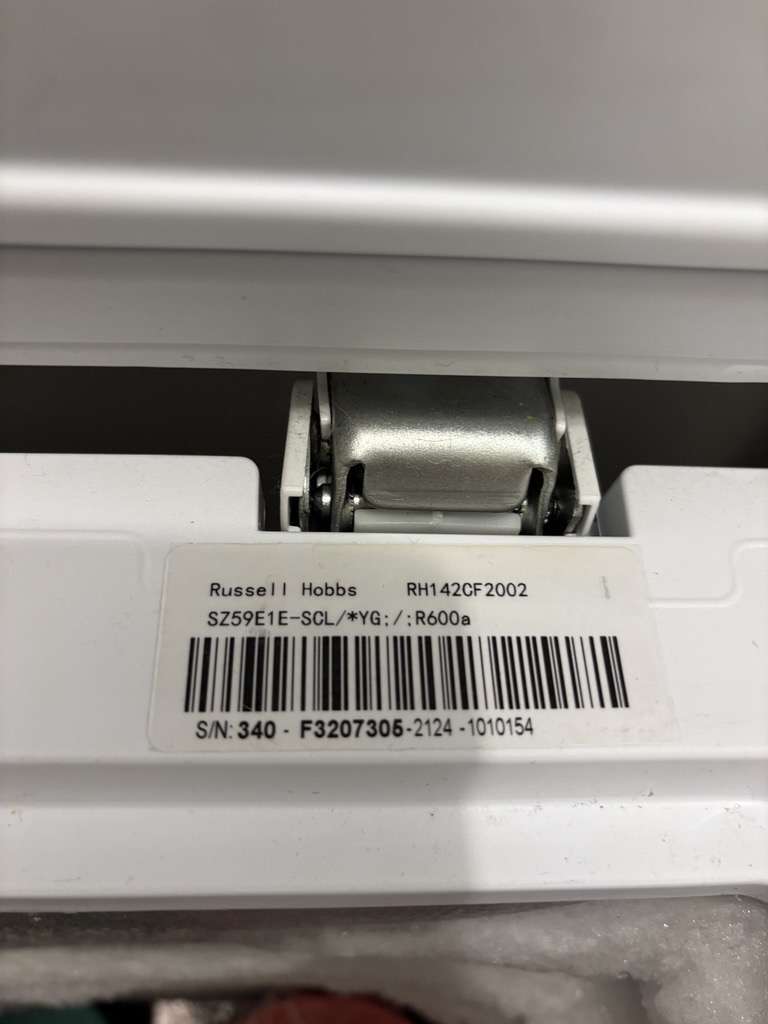 Russell Hobbs RH142CF2002
SZ59E1E-SCL/*YG;/;R600a
S/N: 340 - F3207305-2124 -1010154